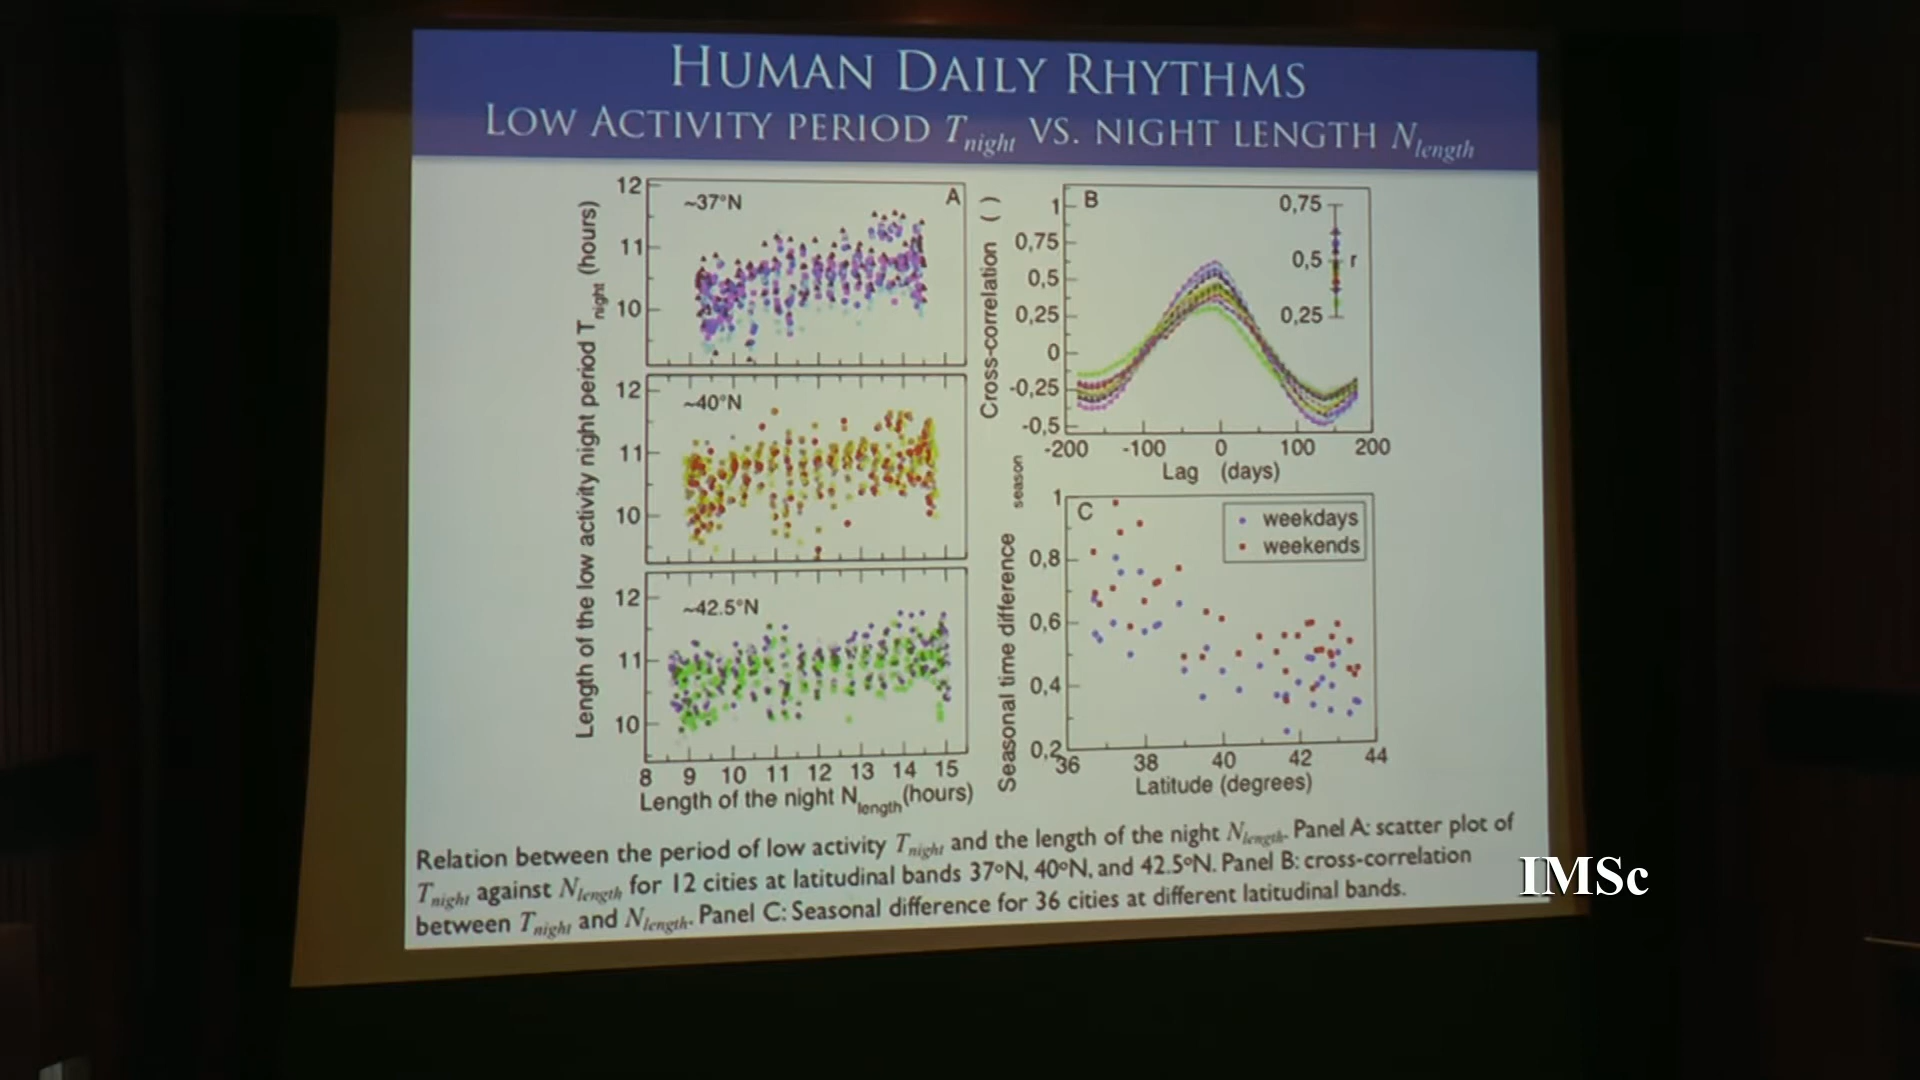 HUMAN DAILY RHYTHMS
LOW ACTIVITY PERIOD Tnight VS. NIGHT LENGTH Nlength
Length of the low activity night period Tnight (hours)
12
~37°N
A
11
10
12
~40°N
11
10
12
~42.5°N
11
10
8 9 10 11 12 13 14 15
Length of the night Nlength (hours)
Cross-correlation ( )
B
1
0,75
0,5
0,25
0
-0,25
-0,5
0,75
0,5 r
0,25
-200 -100 0 100 200
Lag (days)
Seasonal time difference season
C
weekdays
weekends
1
0,8
0,6
0,4
0,2
36 38 40 42 44
Latitude (degrees)
Relation between the period of low activity Tnight and the length of the night Nlength. Panel A: scatter plot of
Tnight against Nlength for 12 cities at latitudinal bands 37°N, 40°N, and 42.5°N. Panel B: cross-correlation
between Tnight and Nlength. Panel C: Seasonal difference for 36 cities at different latitudinal bands.
IMSc